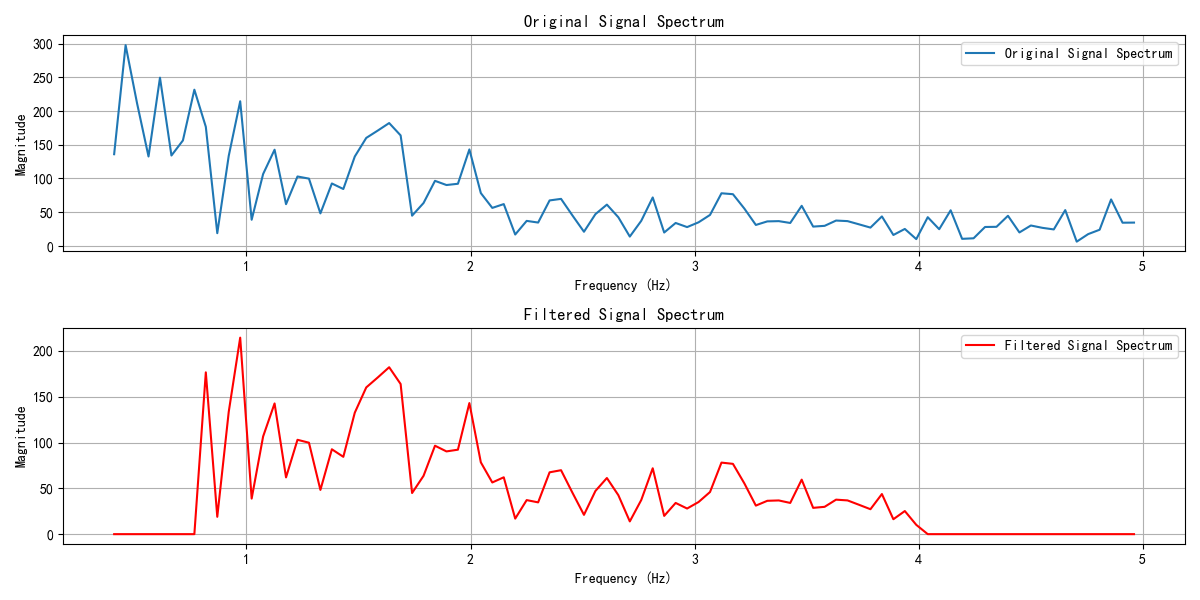 Original Signal Spectrum
Original Signal Spectrum
300
250
200
150
100
50
0
Magnitude
1 2 3 4 5
Frequency (Hz)
Filtered Signal Spectrum
Filtered Signal Spectrum
200
150
100
50
0
Magnitude
1 2 3 4 5
Frequency (Hz)